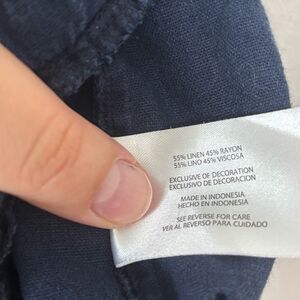 55% LINEN 45% RAYON
55% LINO 45% VISCOSA
EXCLUSIVE OF DECORATION
EXCLUSIVO DE DECORACION
MADE IN INDONESIA
HECHO EN INDONESIA
SEE REVERSE FOR CARE
VER AL REVERSO PARA CUIDADO